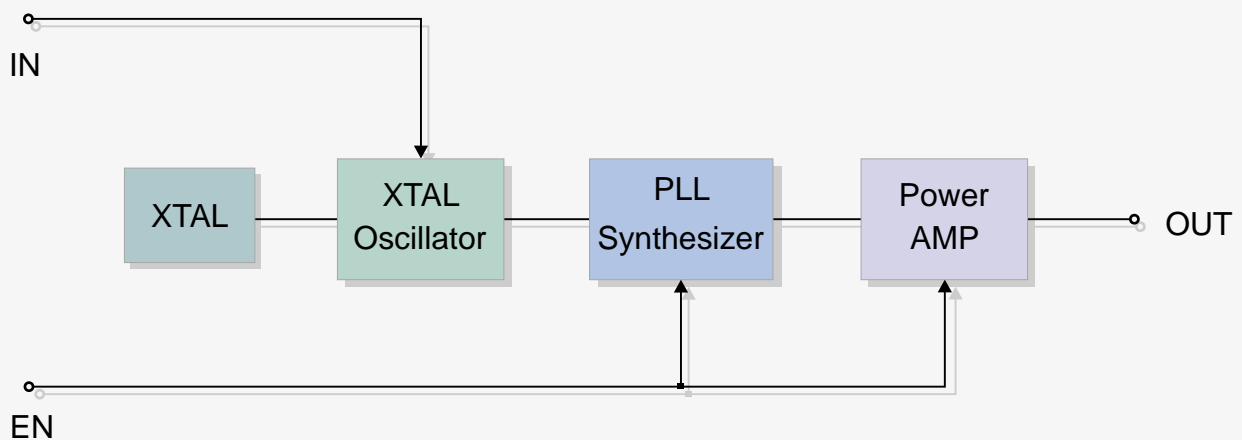 IN
XTAL
XTAL
Oscillator
PLL
Synthesizer
Power
AMP
OUT
EN